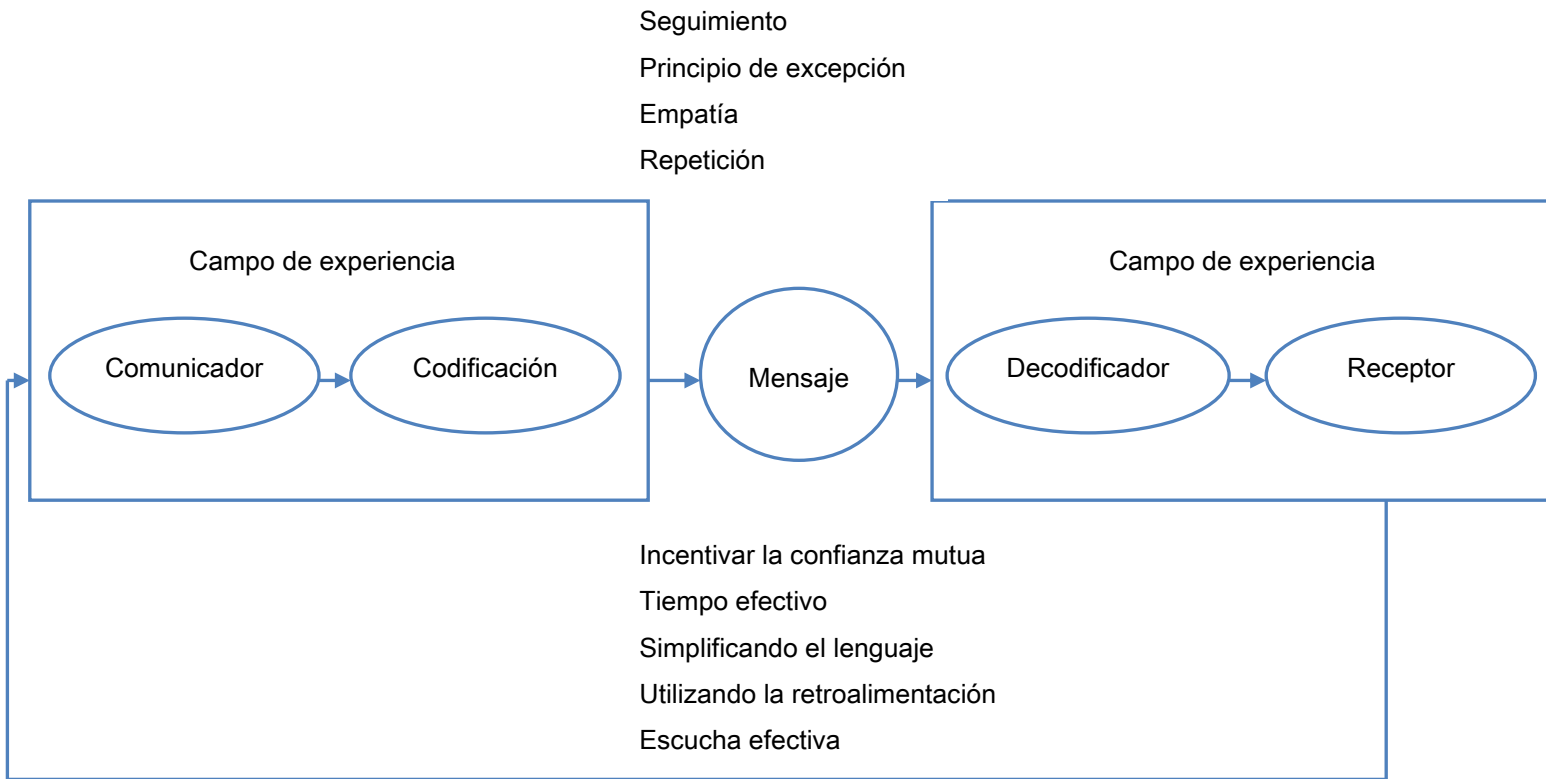 Seguimiento
Principio de excepción
Empatía
Repetición
Campo de experiencia
Campo de experiencia
Comunicador
Codificación
Mensaje
Decodificador
Receptor
Incentivar la confianza mutua
Tiempo efectivo
Simplificando el lenguaje
Utilizando la retroalimentación
Escucha efectiva